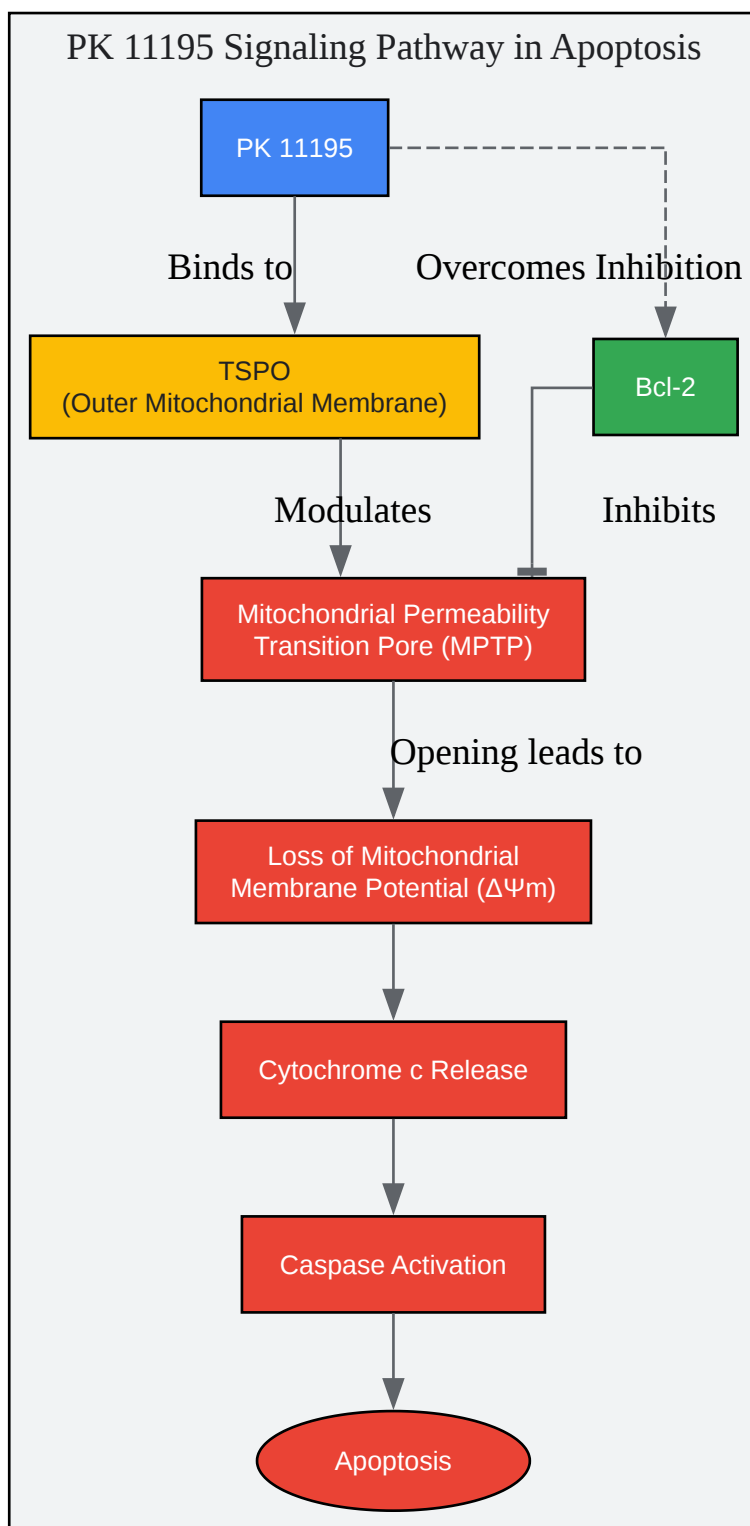 PK 11195 Signaling Pathway in Apoptosis
PK 11195
Binds to
Overcomes Inhibition
TSPO
(Outer Mitochondrial Membrane)
Bcl-2
Modulates
Inhibits
Mitochondrial Permeability
Transition Pore (MPTP)
Opening leads to
Loss of Mitochondrial
Membrane Potential (ΔΨm)
Cytochrome c Release
Caspase Activation
Apoptosis